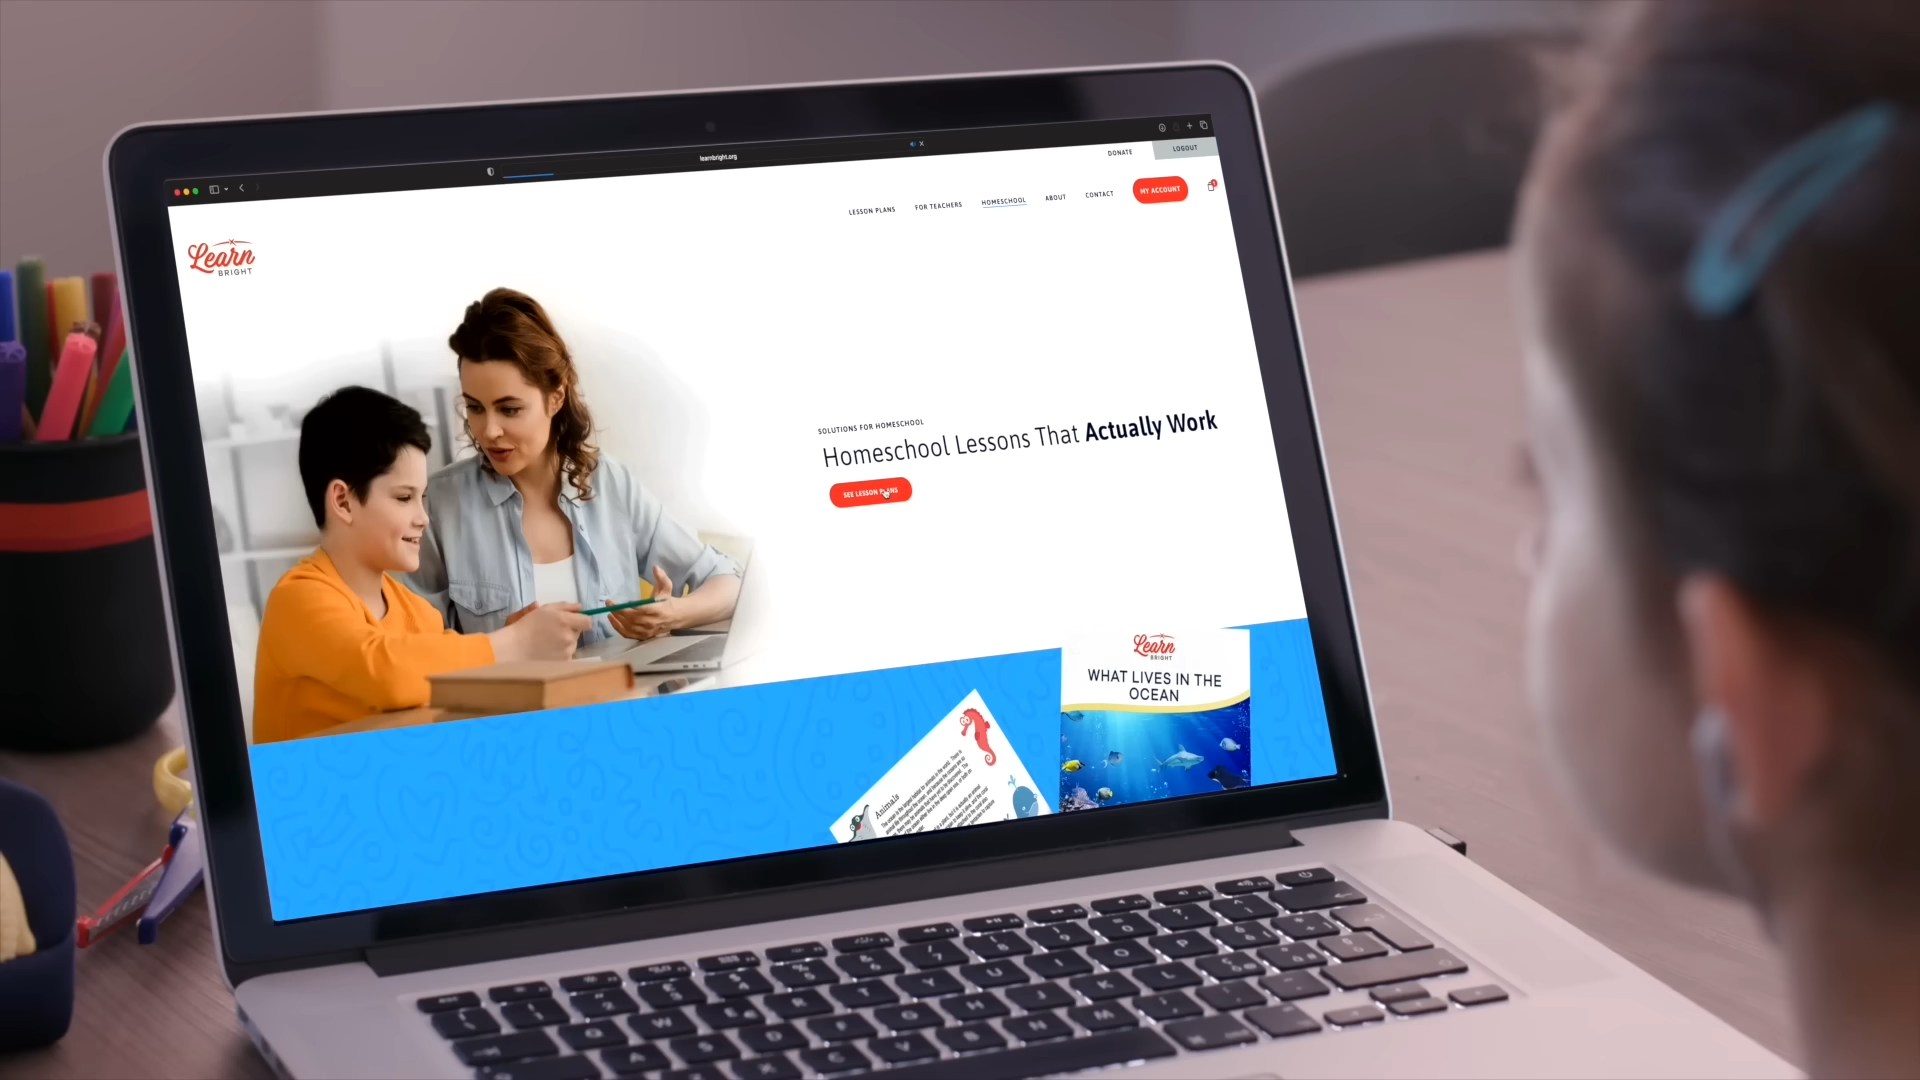 learnbright.org
DONATE
LOGOUT
LESSON PLANS
FOR TEACHERS
HOMESCHOOL
ABOUT
CONTACT
MY ACCOUNT
Learn
BRIGHT
SOLUTIONS FOR HOMESCHOOL
Homeschool Lessons That Actually Work
SEE LESSON PLANS
Learn
BRIGHT
WHAT LIVES IN THE
OCEAN
Animals